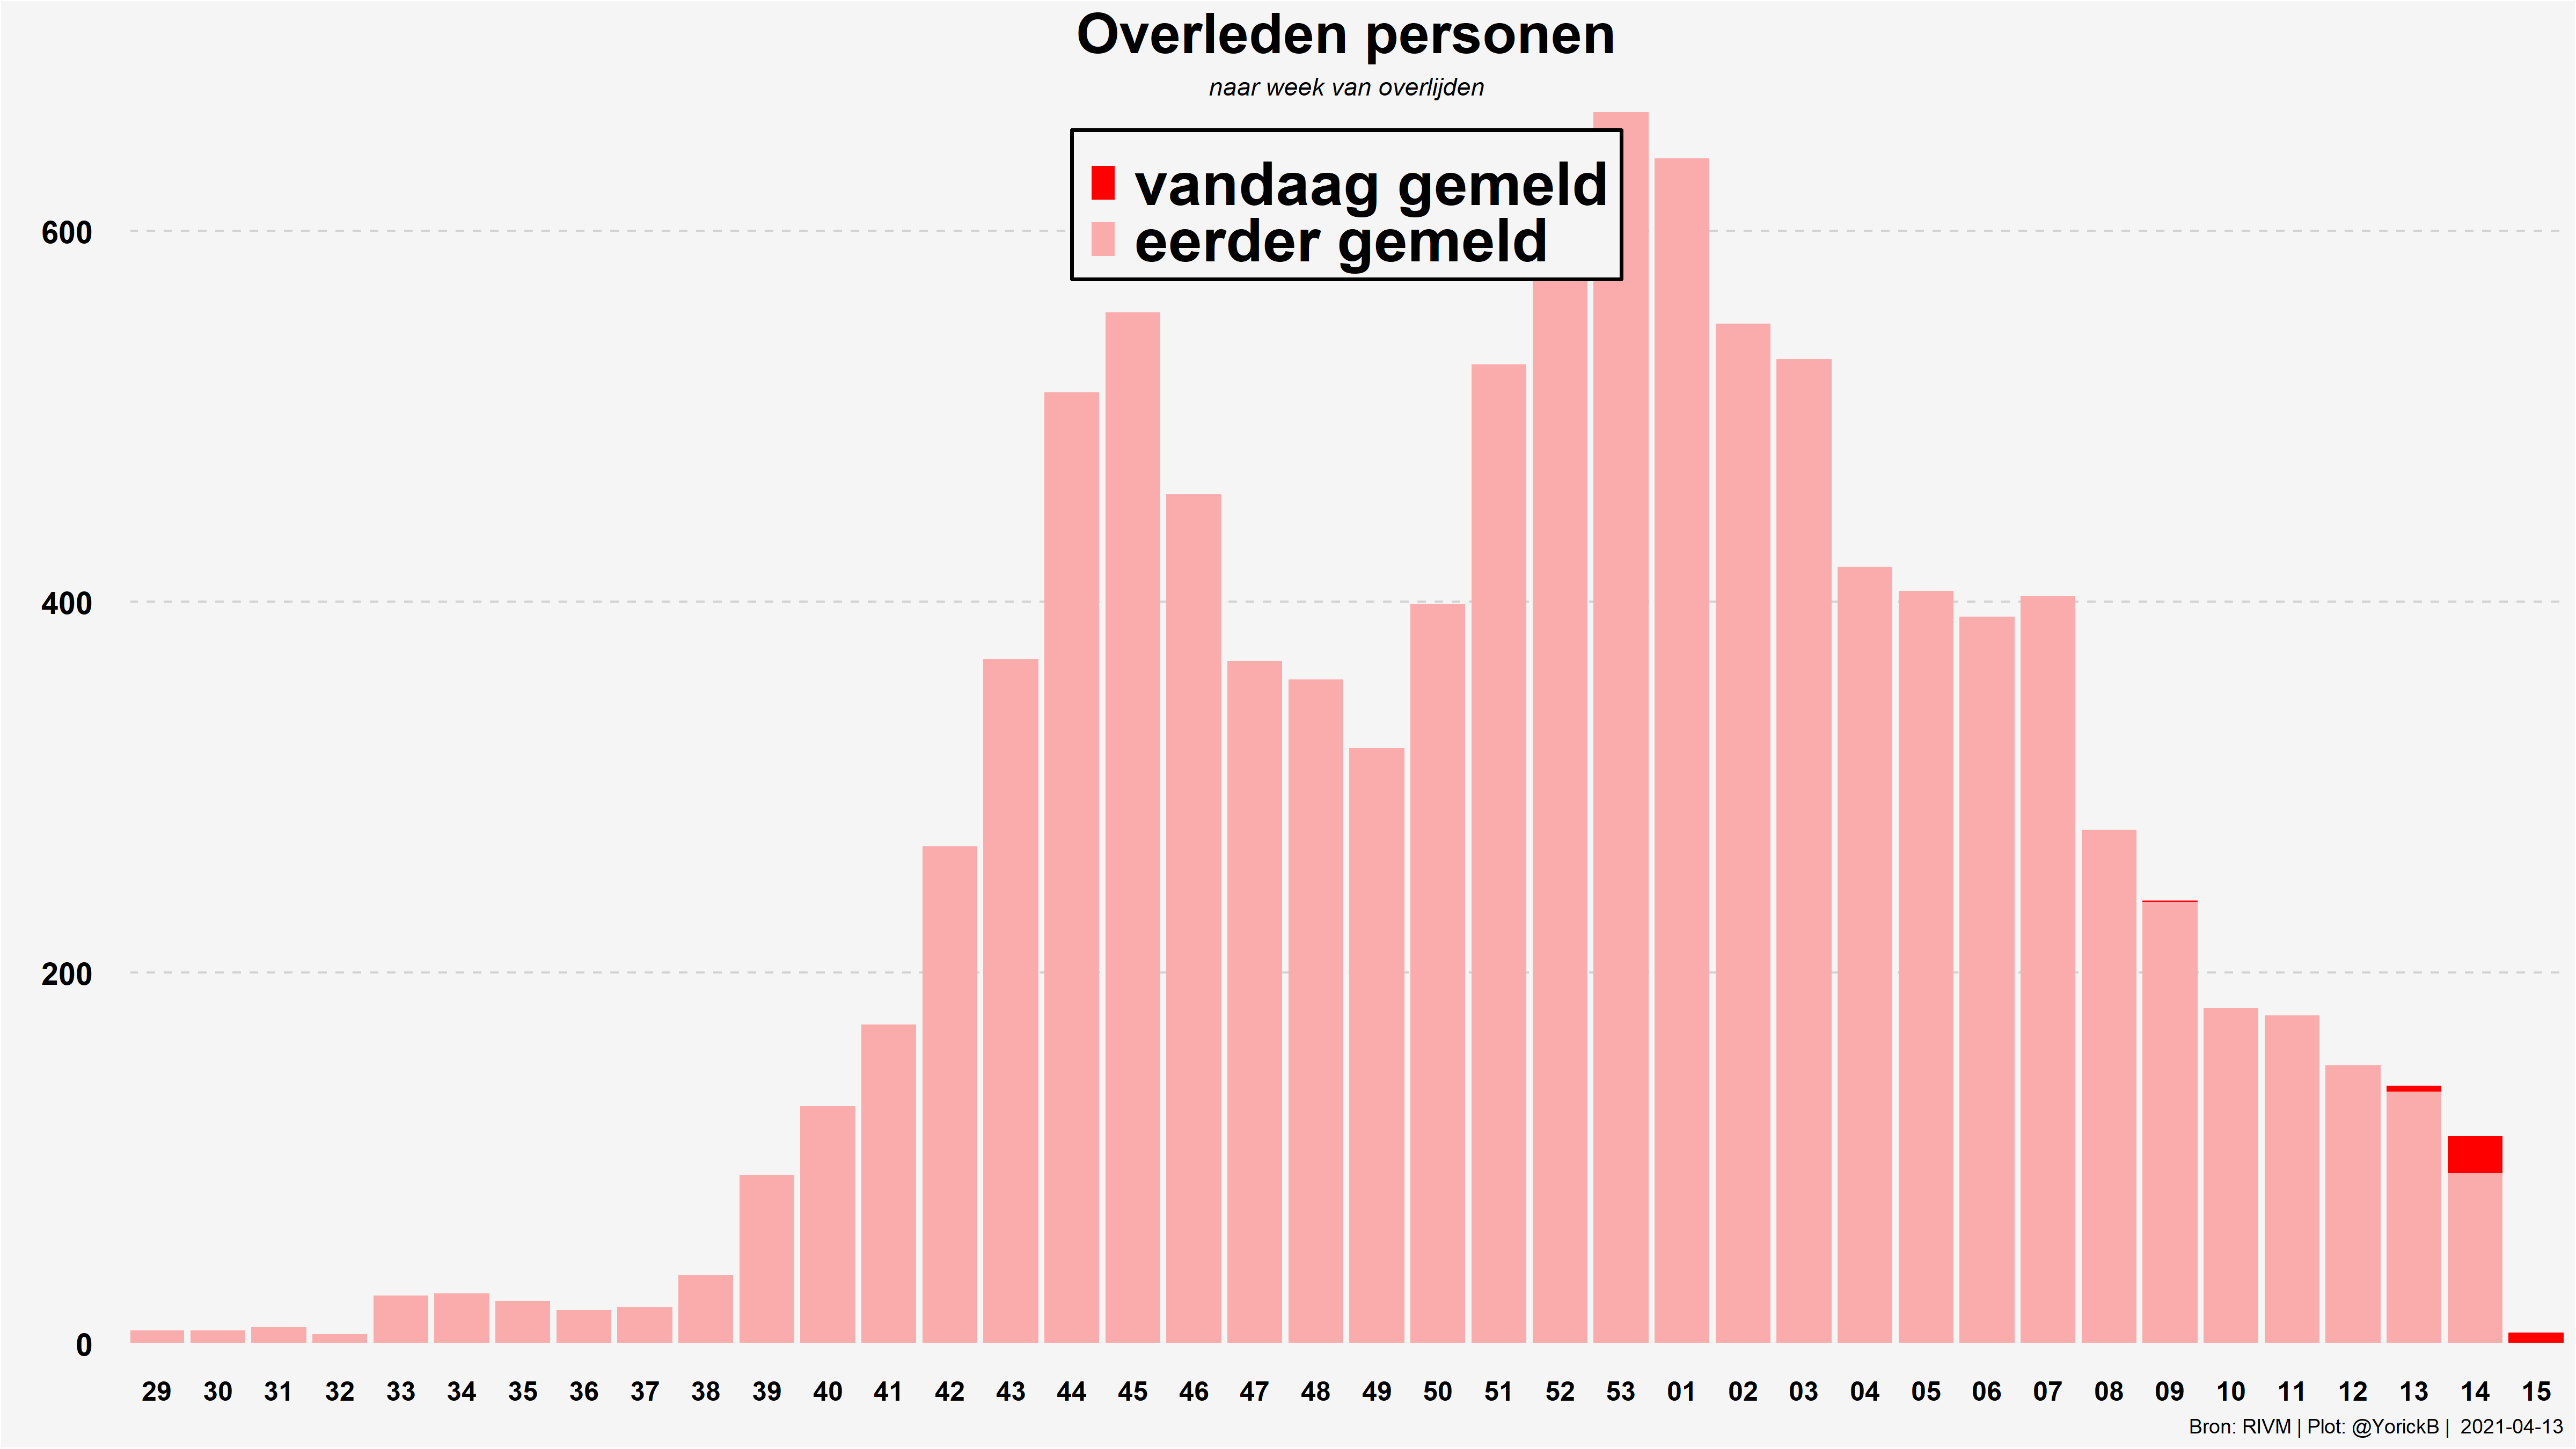 Overleden personen
naar week van overlijden
vandaag gemeld
eerder gemeld
600
400
200
0
29 30 31 32 33 34 35 36 37 38 39 40 41 42 43 44 45 46 47 48 49 50 51 52 53 01 02 03 04 05 06 07 08 09 10 11 12 13 14 15
Bron: RIVM | Plot: @YorickB | 2021-04-13